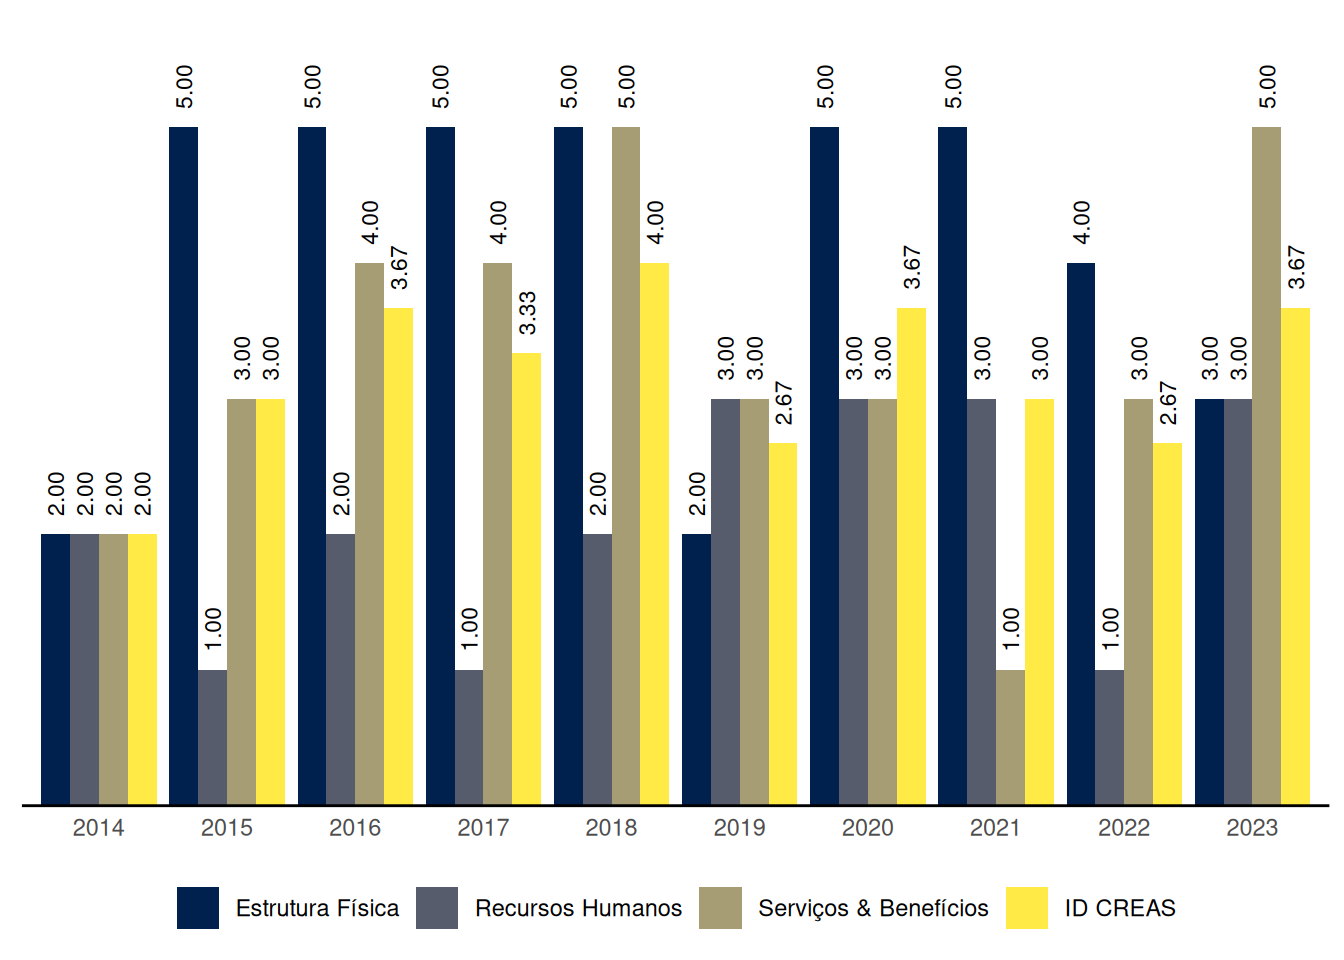 5.00 5.00 5.00 5.00 5.00 5.00 5.00 5.00
4.00 4.00 4.00 4.00
3.67 3.67 3.67
3.33
3.00 3.00 3.00 3.00 3.00 3.00 3.00 3.00 3.00 3.00 3.00
2.67 2.67
2.00 2.00 2.00 2.00 2.00 2.00 2.00
1.00 1.00 1.00 1.00
2014 2015 2016 2017 2018 2019 2020 2021 2022 2023
Estrutura Física Recursos Humanos Serviços & Benefícios ID CREAS